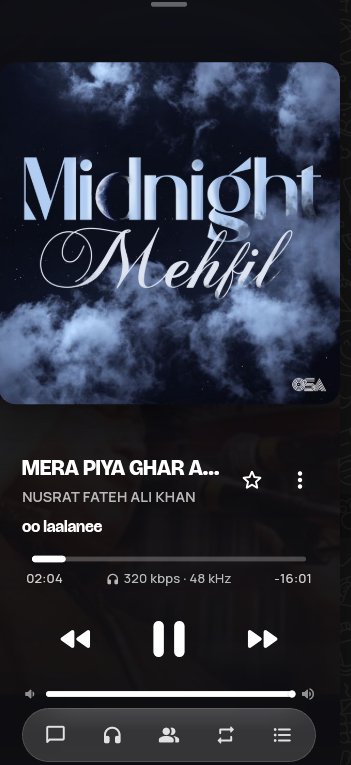 Midnight
Mehfil
OSA
MERA PIYA GHAR A...
NUSRAT FATEH ALI KHAN
oo laalanee
02:04
320 kbps · 48 kHz
-16:01